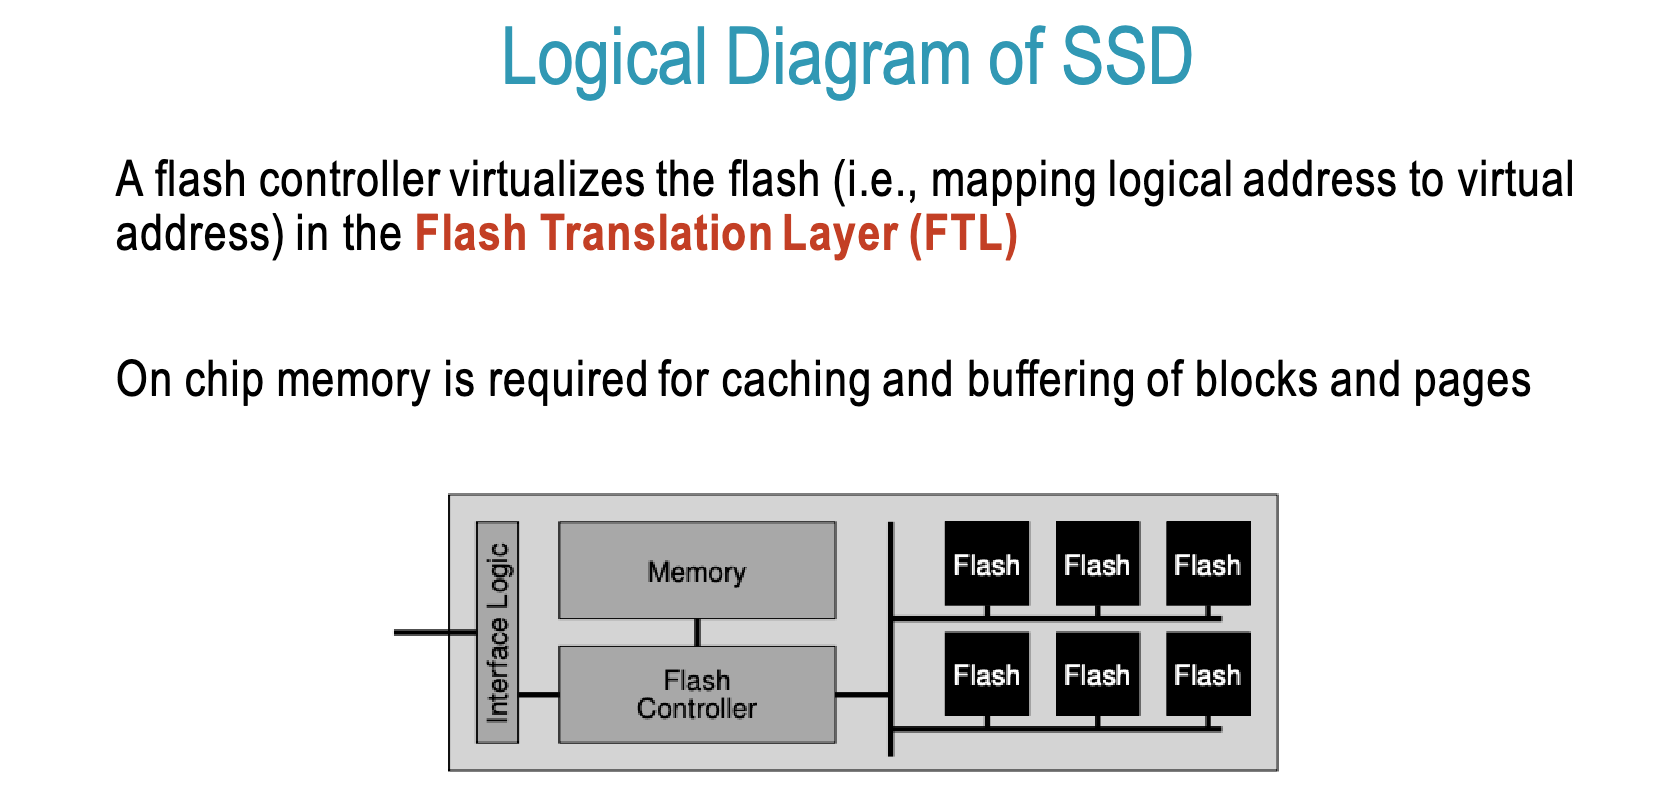 Logical Diagram of SSD
A flash controller virtualizes the flash (i.e., mapping logical address to virtual
address) in the Flash Translation Layer (FTL)
On chip memory is required for caching and buffering of blocks and pages
Interface Logic
Memory
Flash
Controller
Flash Flash Flash
Flash Flash Flash